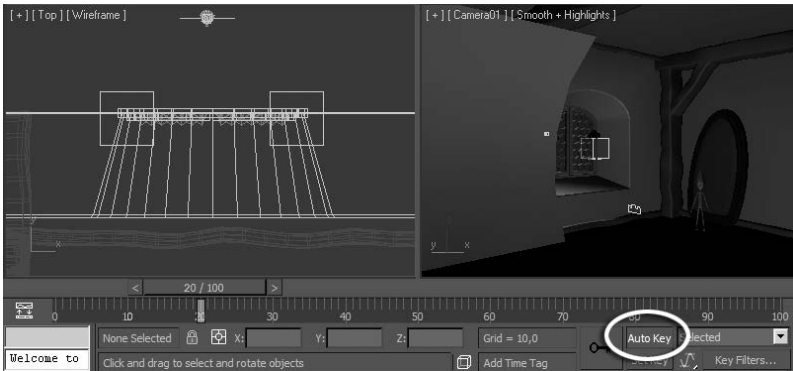 [ + ] [ Top ] [ Wireframe ]
[ + ] [ Camera01 ] [ Smooth + Highlights ]
y
x
y
x
< 20 / 100 >
0 10 20 30 40 50 60 70 80 90 100
None Selected X: Y: Z: Grid = 10,0 Auto Key Selected
Welcome to Click and drag to select and rotate objects Add Time Tag Set Key Key Filters...